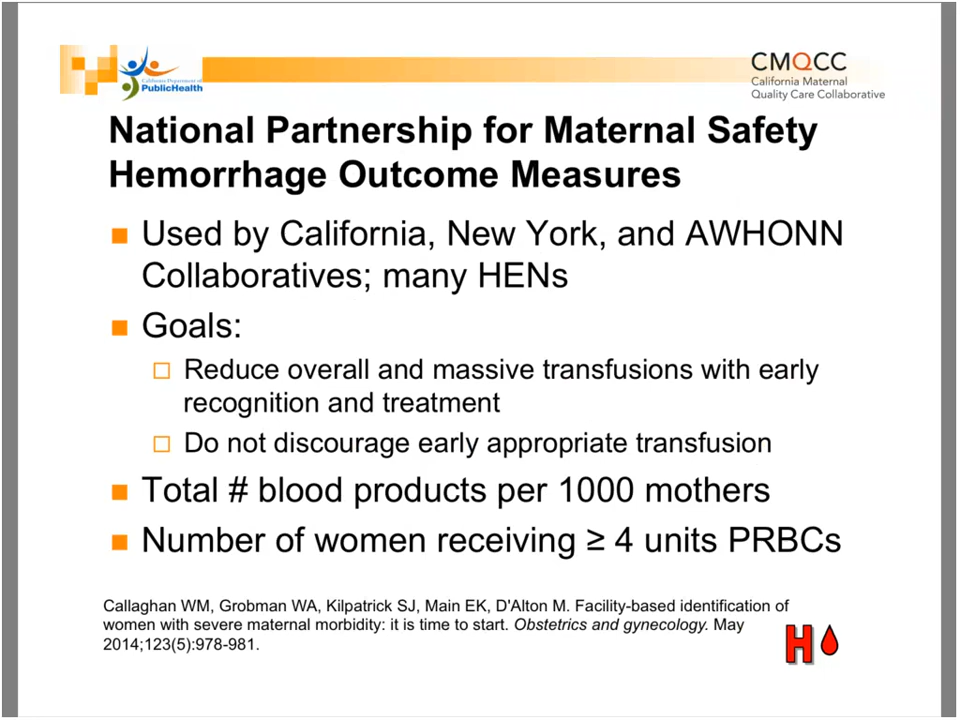 California Department of
PublicHealth
CMQCC
California Maternal
Quality Care Collaborative
National Partnership for Maternal Safety
Hemorrhage Outcome Measures
Used by California, New York, and AWHONN
Collaboratives; many HENs
Goals:
Reduce overall and massive transfusions with early
recognition and treatment
Do not discourage early appropriate transfusion
Total # blood products per 1000 mothers
Number of women receiving ≥ 4 units PRBCs
Callaghan WM, Grobman WA, Kilpatrick SJ, Main EK, D'Alton M. Facility-based identification of
women with severe maternal morbidity: it is time to start. Obstetrics and gynecology. May
2014;123(5):978-981.
H